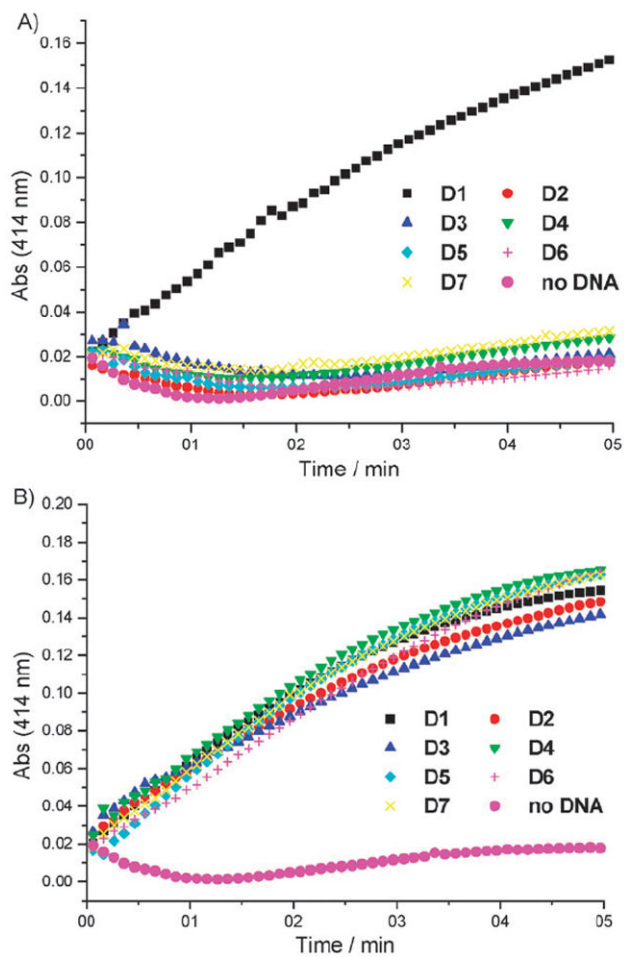 A)
0.16
0.14
0.12
0.10
0.08
0.06
0.04
0.02
0.00
Abs (414 nm)
D1 D2
D3 D4
D5 D6
D7 no DNA
00 01 02 03 04 05
Time / min
B)
0.20
0.18
0.16
0.14
0.12
0.10
0.08
0.06
0.04
0.02
0.00
Abs (414 nm)
D1 D2
D3 D4
D5 D6
D7 no DNA
00 01 02 03 04 05
Time / min